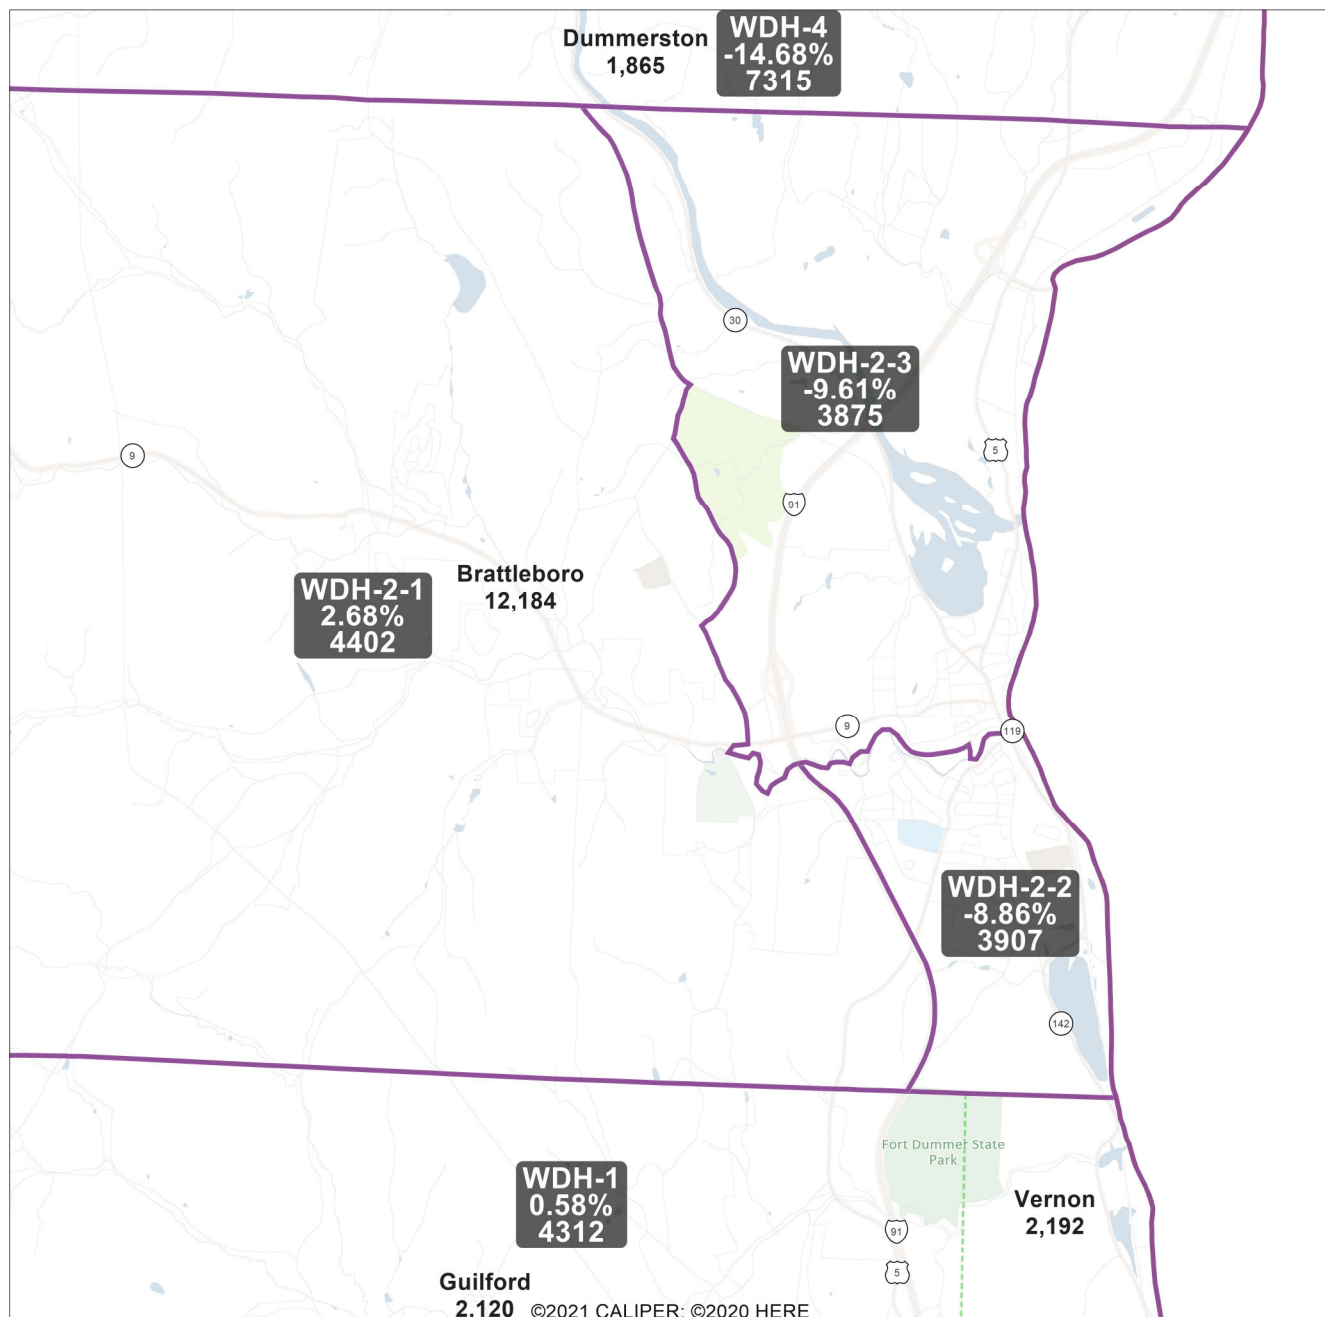 Dummerston
1,865
WDH-4
-14.68%
7315
30
WDH-2-3
-9.61%
3875
5
9
91
WDH-2-1
2.68%
4402
Brattleboro
12,184
9
119
WDH-2-2
-8.86%
3907
142
Fort Dummer State
Park
WDH-1
0.58%
4312
Vernon
2,192
91
5
Guilford
2,120
©2021 CALIPER; ©2020 HERE